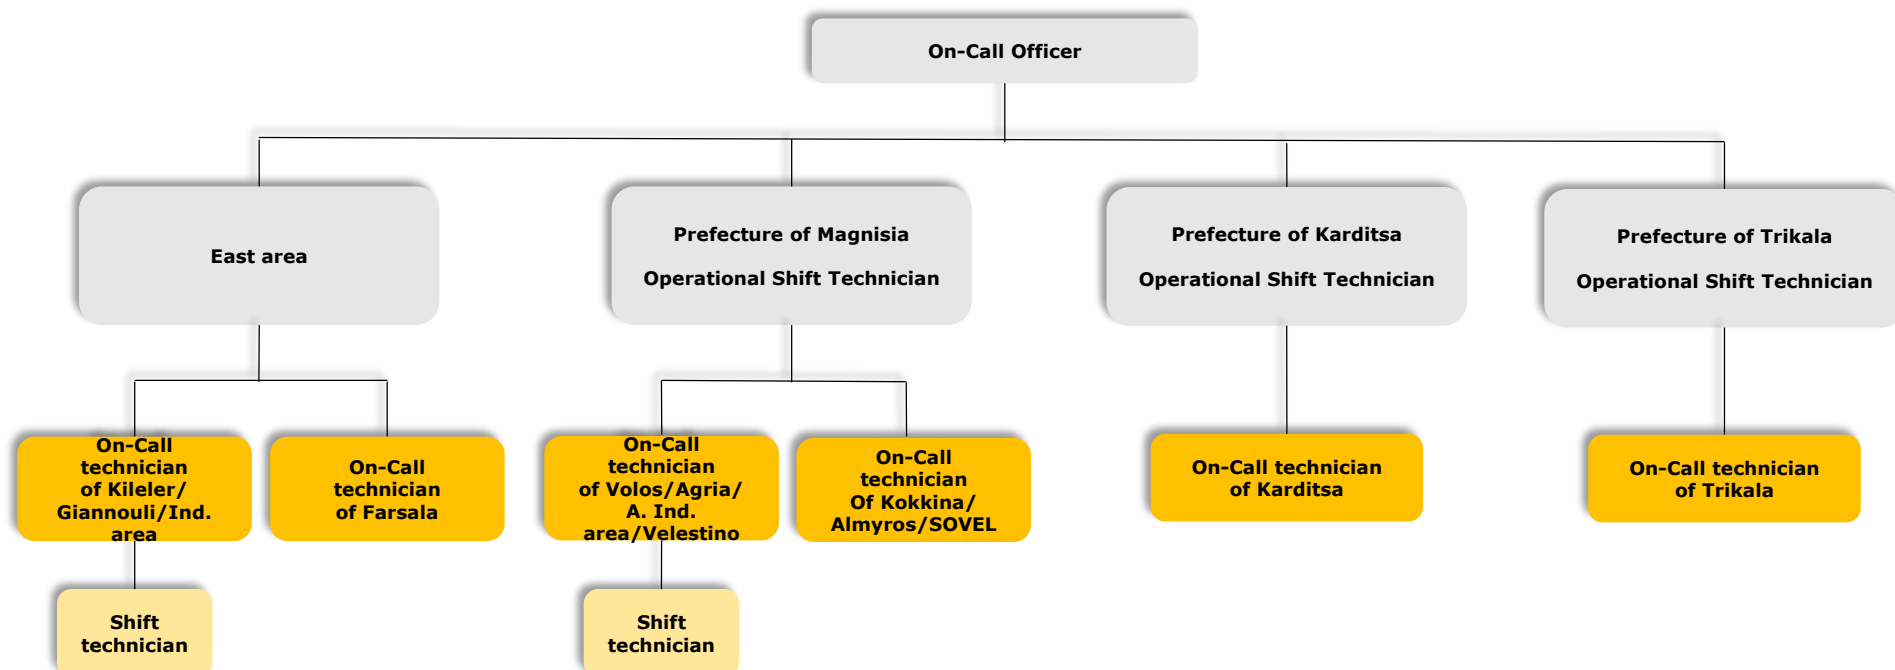 On-Call Officer
East area
Prefecture of Magnisia
Operational Shift Technician
Prefecture of Karditsa
Operational Shift Technician
Prefecture of Trikala
Operational Shift Technician
On-Call
technician
of Kileler/
Giannouli/Ind.
area
On-Call
technician
of Farsala
On-Call
technician
of Volos/Agria/
A. Ind.
area/Velestino
On-Call
technician
Of Kokkina/
Almyros/SOVEL
On-Call technician
of Karditsa
On-Call technician
of Trikala
Shift
technician
Shift
technician